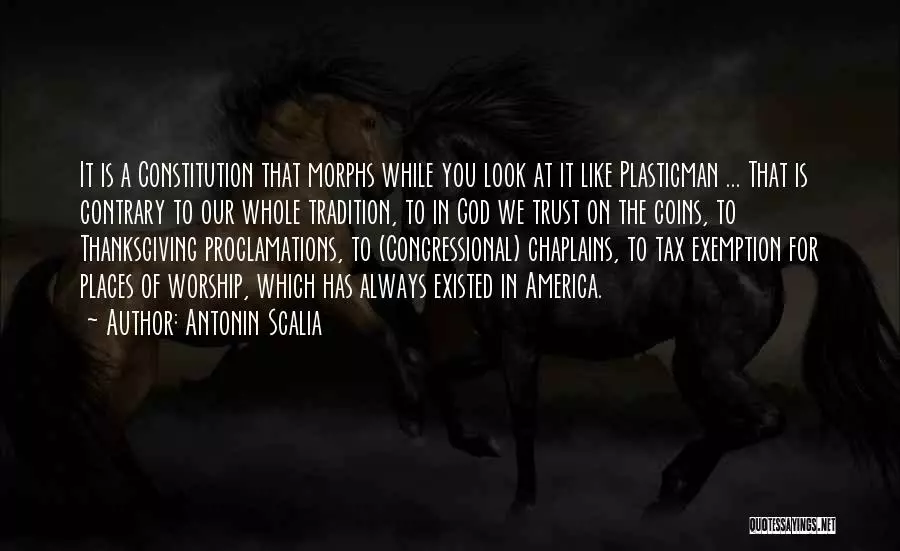 It is a Constitution that morphs while you look at it like Plasticman ... That is
contrary to our whole tradition, to in God we trust on the coins, to
Thanksgiving proclamations, to (Congressional) chaplains, to tax exemption for
places of worship, which has always existed in America.
~ Author: Antonin Scalia
QUOTESSAYINGS.NET